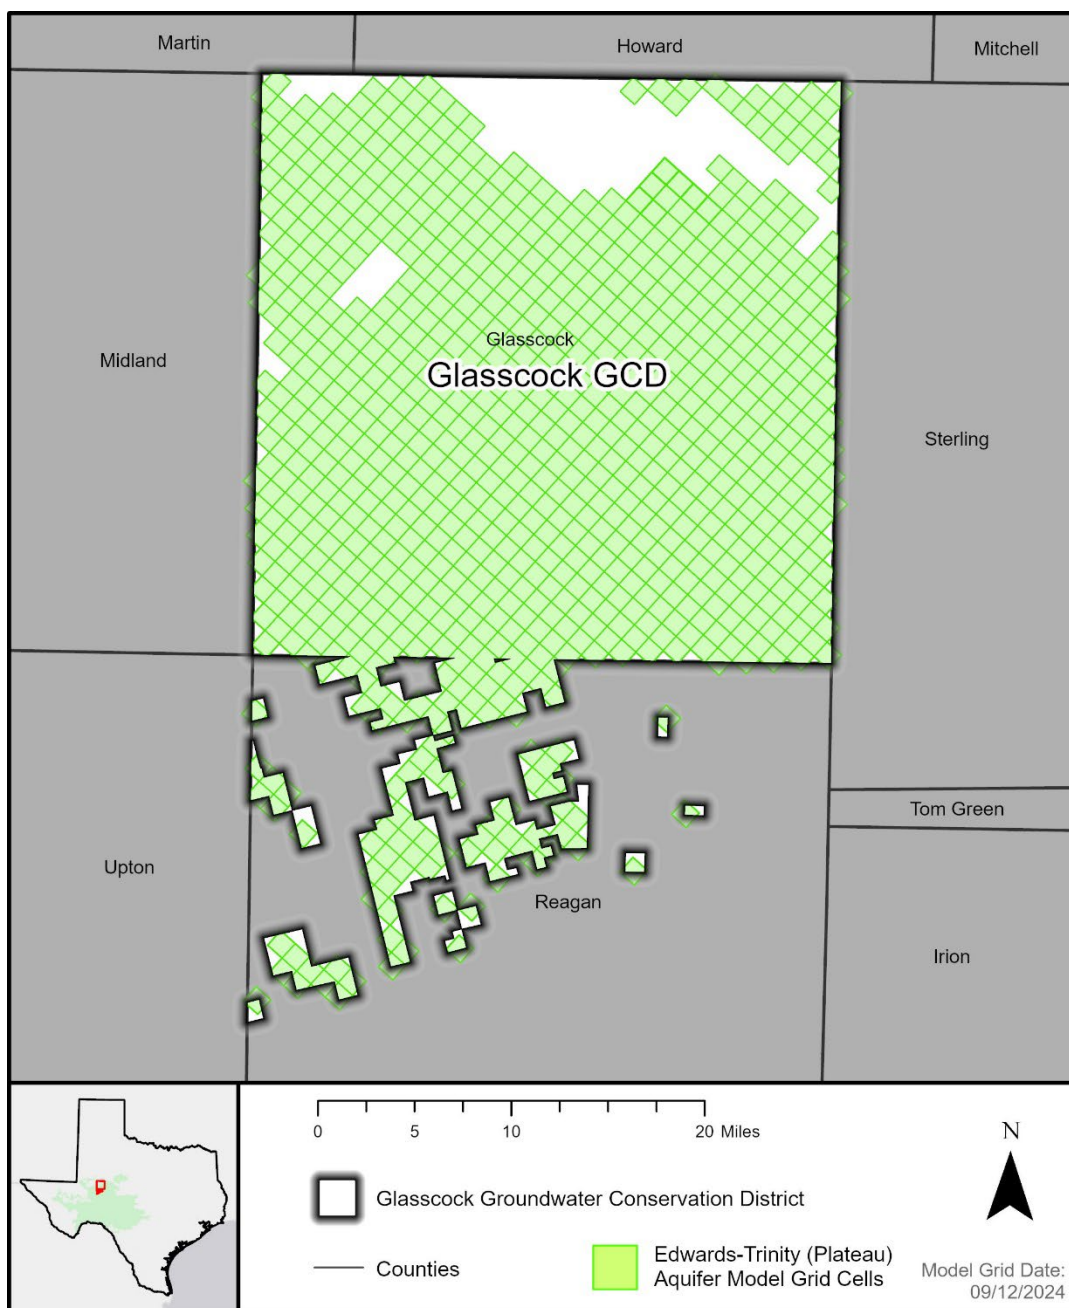 Martin
Howard
Mitchell
Glasscock
Glasscock GCD
Midland
Sterling
Tom Green
Upton
Reagan
Irion
0 5 10 20 Miles
N
Glasscock Groundwater Conservation District
Counties
Edwards-Trinity (Plateau)
Aquifer Model Grid Cells
Model Grid Date:
09/12/2024